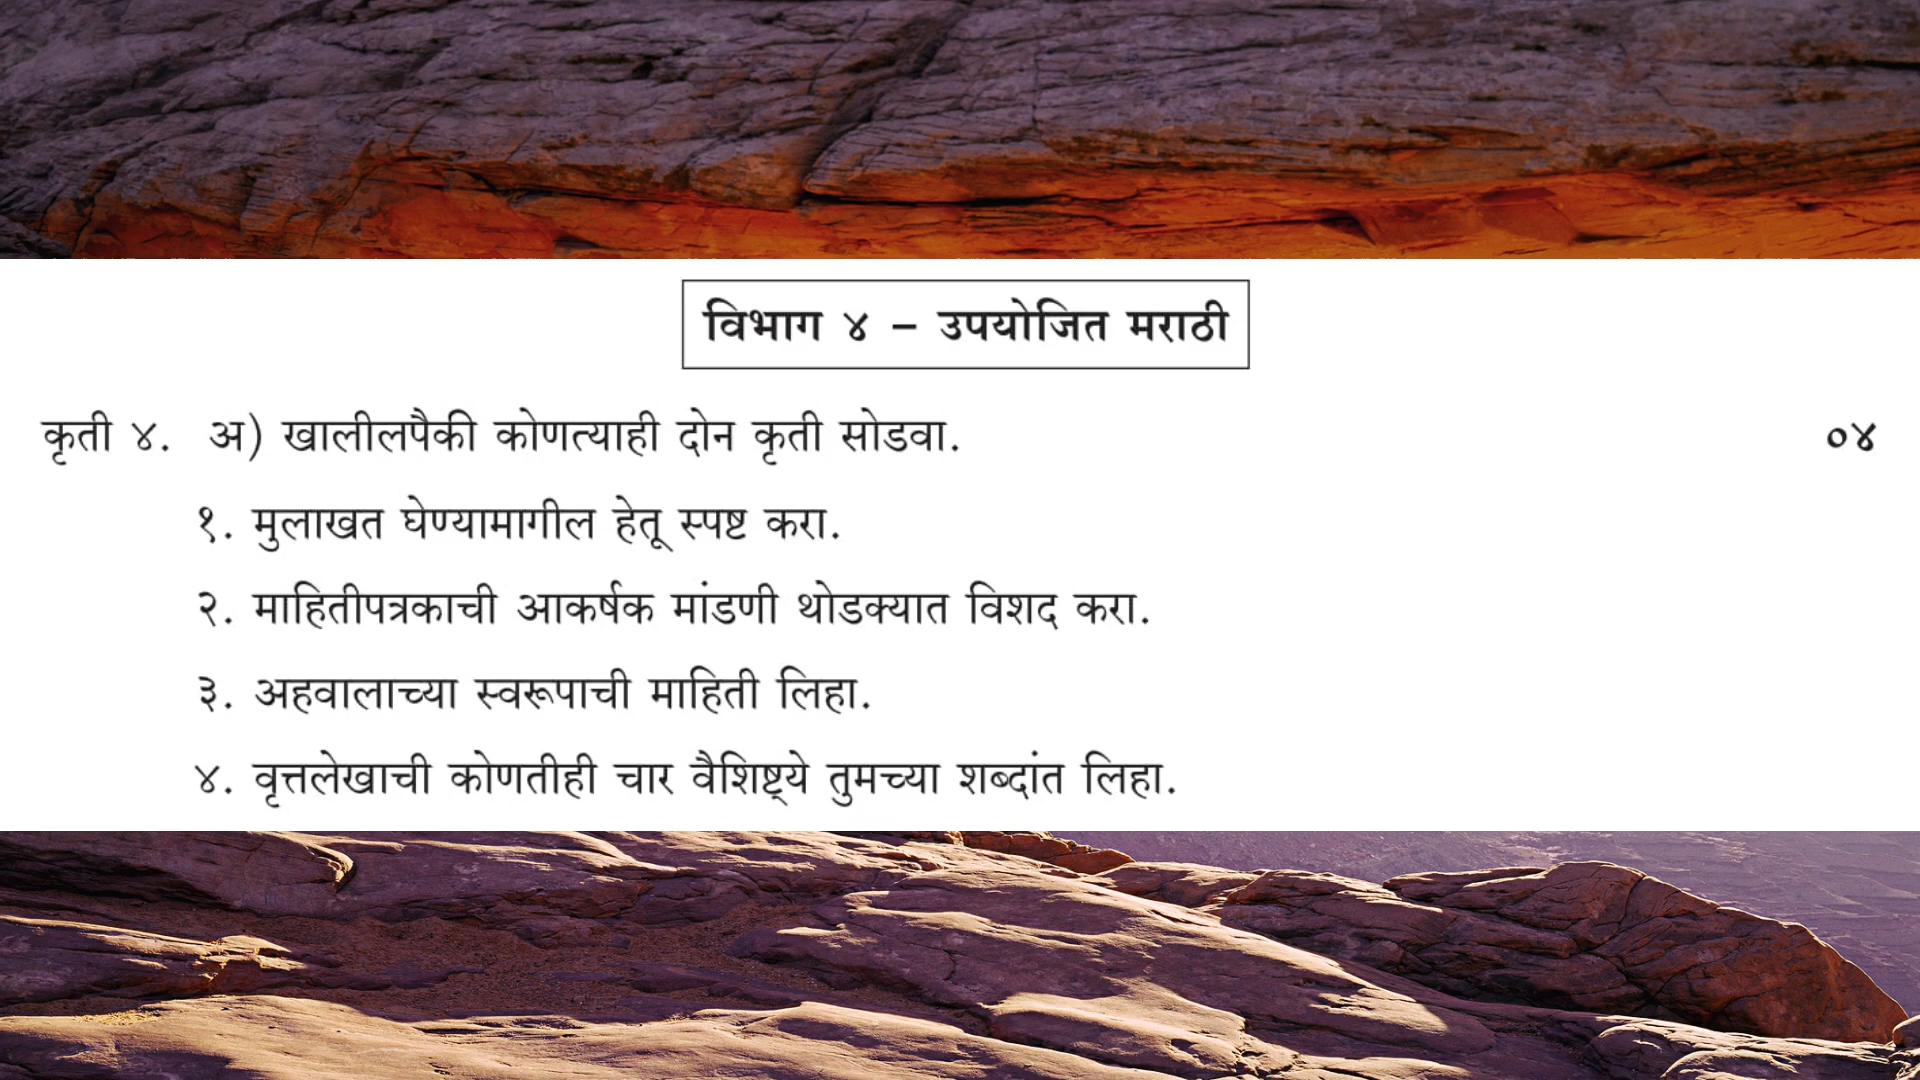 विभाग ४ – उपयोजित मराठी
कृती ४. अ) खालीलपैकी कोणत्याही दोन कृती सोडवा. ०४
१. मुलाखत घेण्यामागील हेतू स्पष्ट करा.
२. माहितीपत्रकाची आकर्षक मांडणी थोडक्यात विशद करा.
३. अहवालाच्या स्वरूपाची माहिती लिहा.
४. वृत्तलेखाची कोणतीही चार वैशिष्ट्ये तुमच्या शब्दांत लिहा.